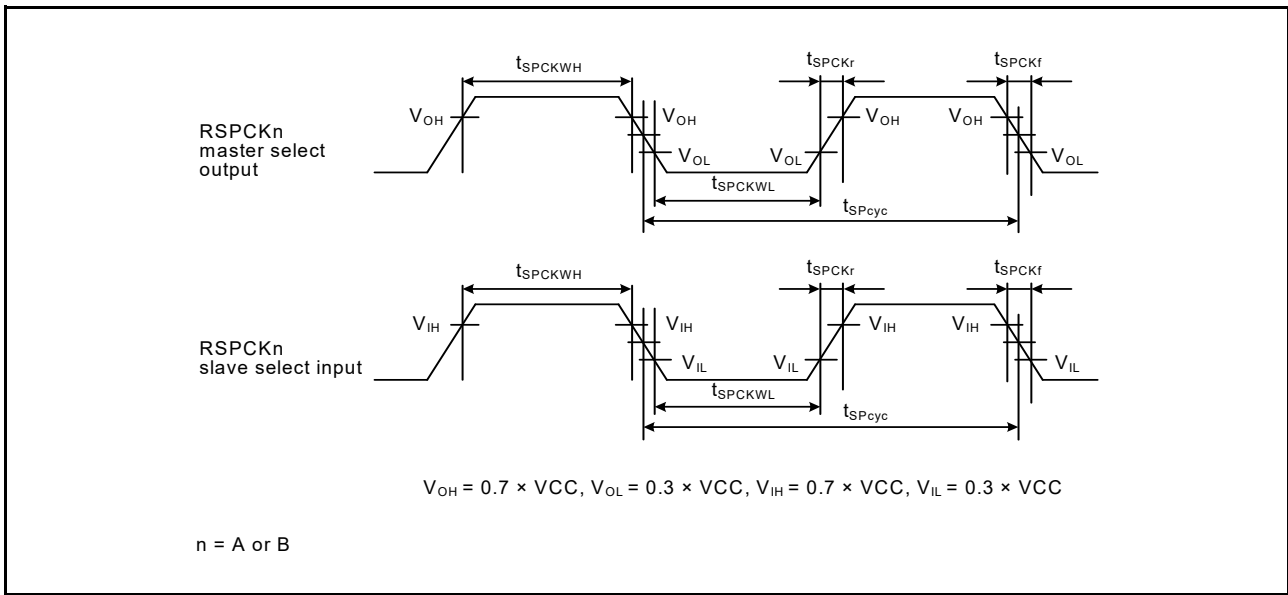 tSPCKWH
tSPCKr
tSPCKf
VOH
VOH
VOH
VOH
RSPCKn
master select
output
VOL
VOL
VOL
tSPCKWL
tSPcyc
tSPCKWH
tSPCKr
tSPCKf
VIH
VIH
VIH
VIH
RSPCKn
slave select input
VIL
VIL
VIL
tSPCKWL
tSPcyc
VOH = 0.7 × VCC, VOL = 0.3 × VCC, VIH = 0.7 × VCC, VIL = 0.3 × VCC
n = A or B